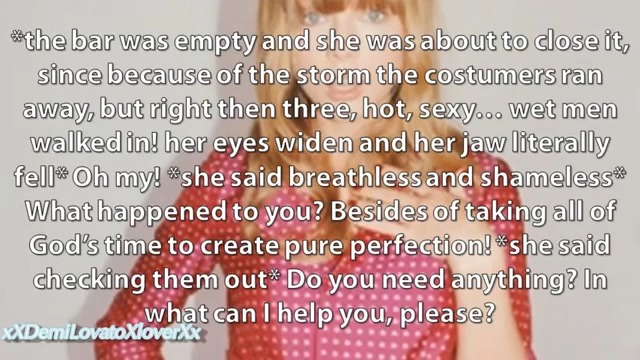 *the bar was empty and she was about to close it,
since because of the storm the costumers ran
away, but right then three, hot, sexy... wet men
walked in! her eyes widen and her jaw literally
fell* Oh my! *she said breathless and shameless*
What happened to you? Besides of taking all of
God's time to create pure perfection! *she said
checking them out* Do you need anything? In
what can I help you, please?
xXDemiLovatoXloverXx